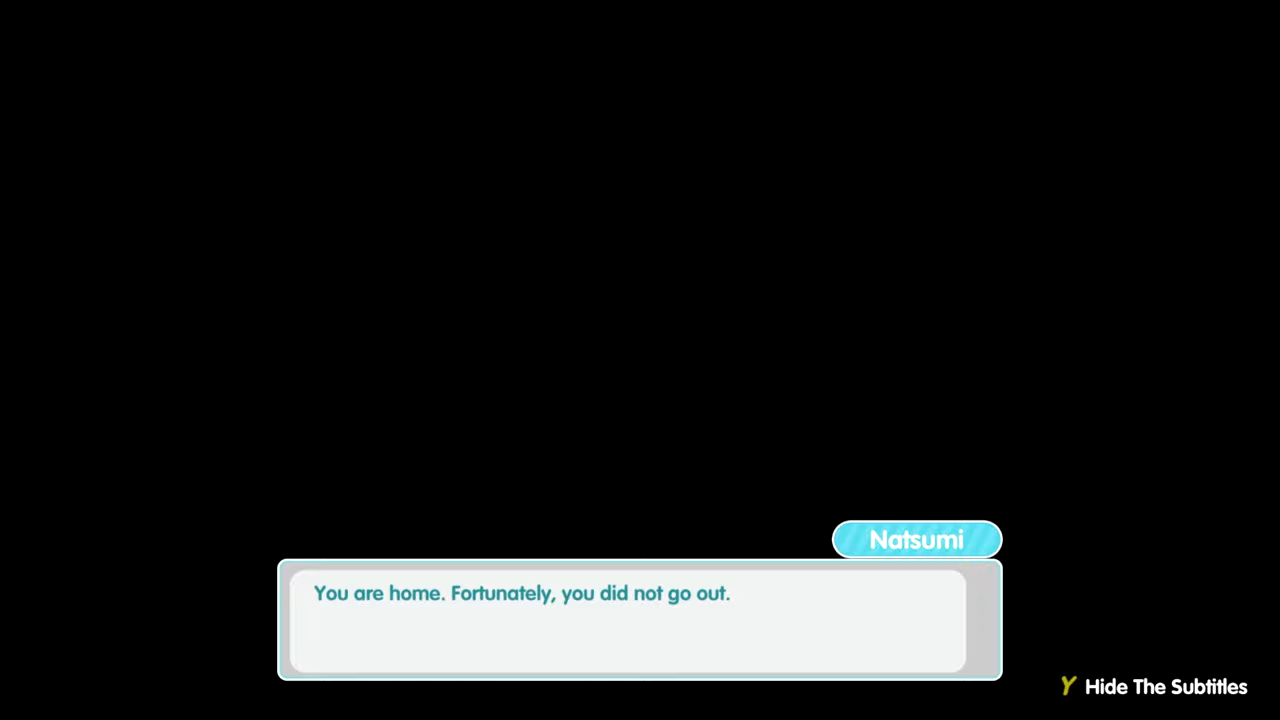 Natsumi
You are home. Fortunately, you did not go out.
Y Hide The Subtitles